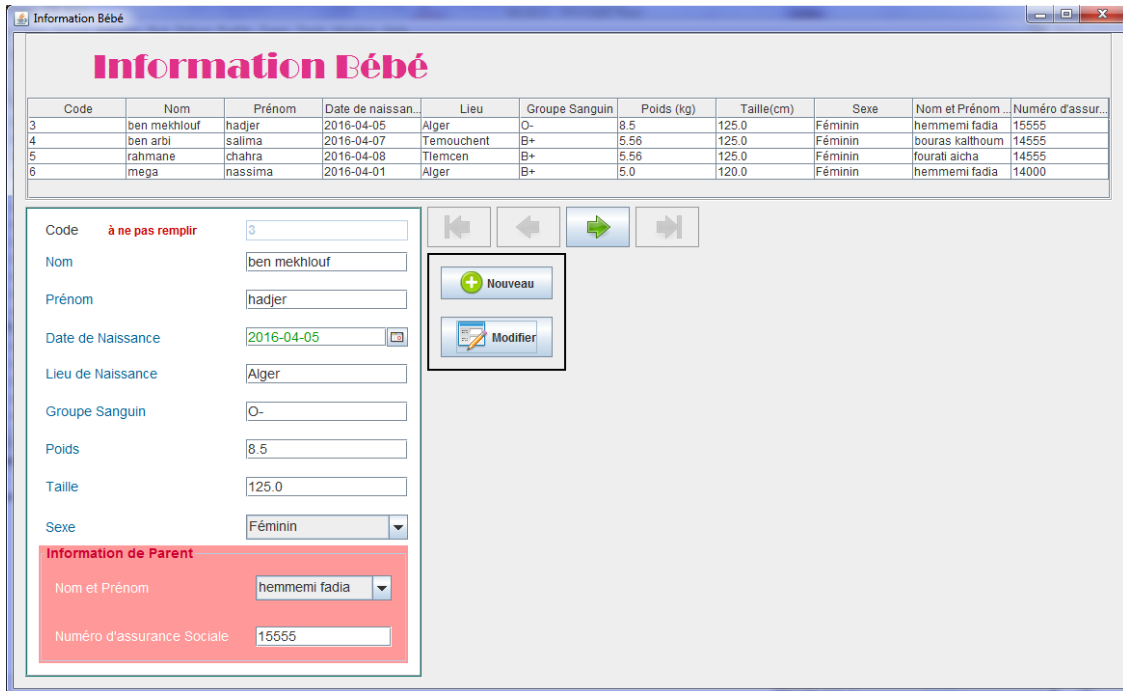 Information Bébé
Information Bébé
Code Nom Prénom Date de naissan... Lieu Groupe Sanguin Poids (kg) Taille(cm) Sexe Nom et Prénom ... Numéro d'assur...
3 ben mekhlouf hadjer 2016-04-05 Alger O- 8.5 125.0 Féminin hemmemi fadia 15555
4 ben arbi salima 2016-04-07 Temouchent B+ 5.56 125.0 Féminin bouras kalthoum 14555
5 rahmane chahra 2016-04-08 Tlemcen B+ 5.56 125.0 Féminin fourati aicha 14555
6 mega nassima 2016-04-01 Alger B+ 5.0 120.0 Féminin hemmemi fadia 14000
Code à ne pas remplir 3
Nom ben mekhlouf
Nouveau
Prénom hadjer
Date de Naissance 2016-04-05
Modifier
Lieu de Naissance Alger
Groupe Sanguin O-
Poids 8.5
Taille 125.0
Sexe Féminin
Information de Parent
Nom et Prénom hemmemi fadia
Numéro d'assurance Sociale 15555